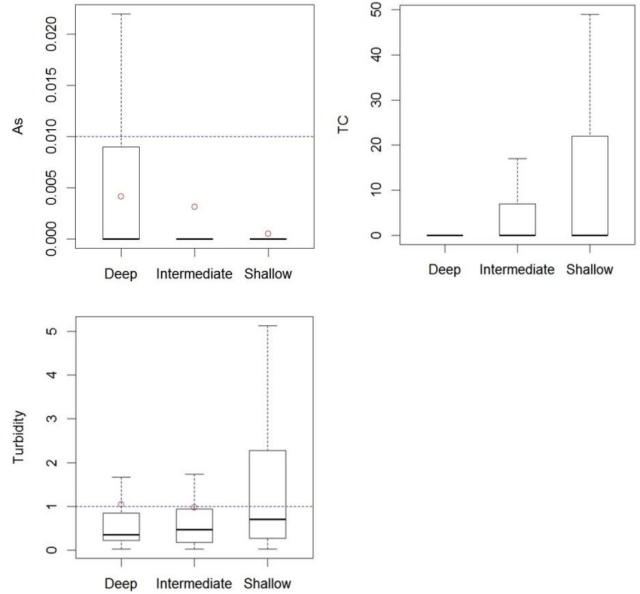 As
0.020
0.015
0.010
0.005
0.000
Deep Intermediate Shallow
TC
50
40
30
20
10
0
Deep Intermediate Shallow
Turbidity
5
4
3
2
1
0
Deep Intermediate Shallow